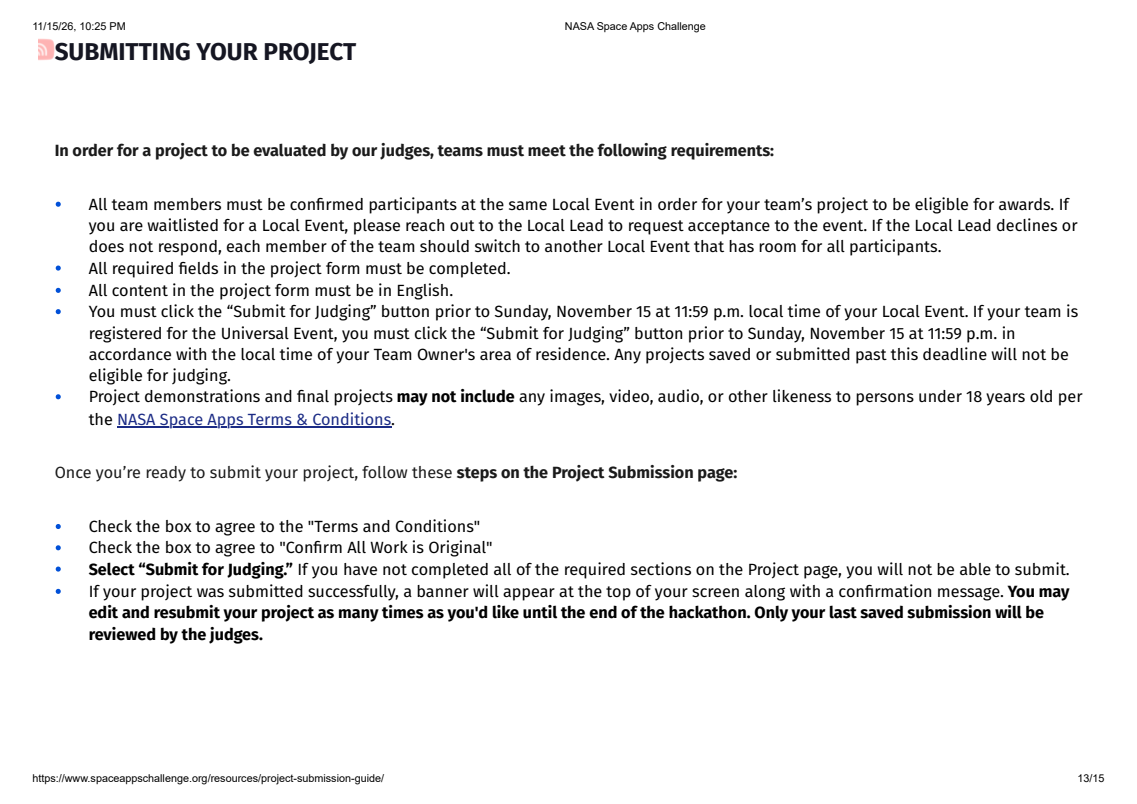 11/15/26, 10:25 PM
NASA Space Apps Challenge
SUBMITTING YOUR PROJECT
In order for a project to be evaluated by our judges, teams must meet the following requirements:
• All team members must be confirmed participants at the same Local Event in order for your team’s project to be eligible for awards. If
you are waitlisted for a Local Event, please reach out to the Local Lead to request acceptance to the event. If the Local Lead declines or
does not respond, each member of the team should switch to another Local Event that has room for all participants.
• All required fields in the project form must be completed.
• All content in the project form must be in English.
• You must click the “Submit for Judging” button prior to Sunday, November 15 at 11:59 p.m. local time of your Local Event. If your team is
registered for the Universal Event, you must click the “Submit for Judging” button prior to Sunday, November 15 at 11:59 p.m. in
accordance with the local time of your Team Owner's area of residence. Any projects saved or submitted past this deadline will not be
eligible for judging.
• Project demonstrations and final projects may not include any images, video, audio, or other likeness to persons under 18 years old per
the NASA Space Apps Terms & Conditions.
Once you’re ready to submit your project, follow these steps on the Project Submission page:
• Check the box to agree to the "Terms and Conditions"
• Check the box to agree to "Confirm All Work is Original"
• Select “Submit for Judging.” If you have not completed all of the required sections on the Project page, you will not be able to submit.
• If your project was submitted successfully, a banner will appear at the top of your screen along with a confirmation message. You may
edit and resubmit your project as many times as you'd like until the end of the hackathon. Only your last saved submission will be
reviewed by the judges.
https://www.spaceappschallenge.org/resources/project-submission-guide/
13/15